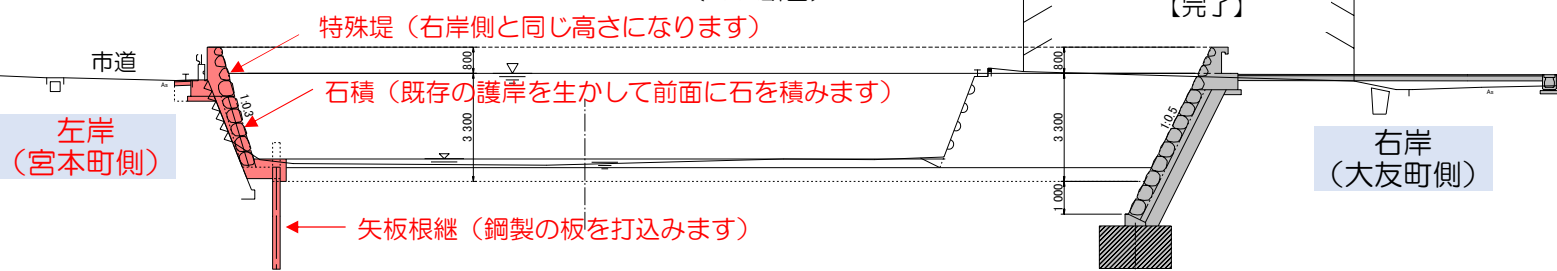 【完了】
特殊堤（右岸側と同じ高さになります）
市道
800
800
石積（既存の護岸を生かして前面に石を積みます）
As
As
1:0.3
1:0.5
3 300
3 300
左岸
（宮本町側）
右岸
（大友町側）
1 000
矢板根継（鋼製の板を打込みます）